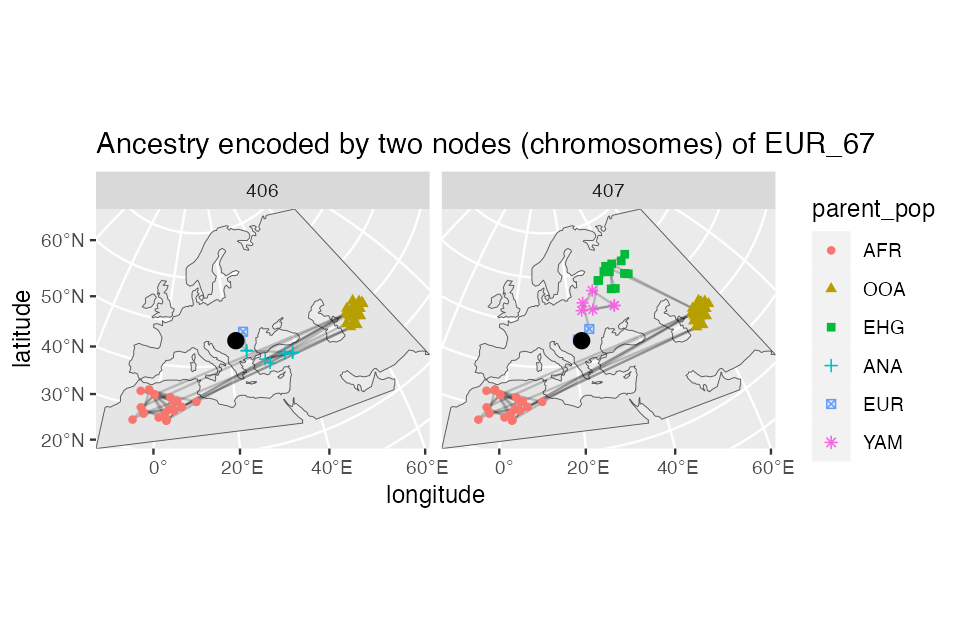 Ancestry encoded by two nodes (chromosomes) of EUR_67
406
407
60°N
50°N
40°N
30°N
20°N
latitude
0°
20°E
40°E
60°E
0°
20°E
40°E
60°E
longitude
parent_pop
AFR
OOA
EHG
ANA
EUR
YAM